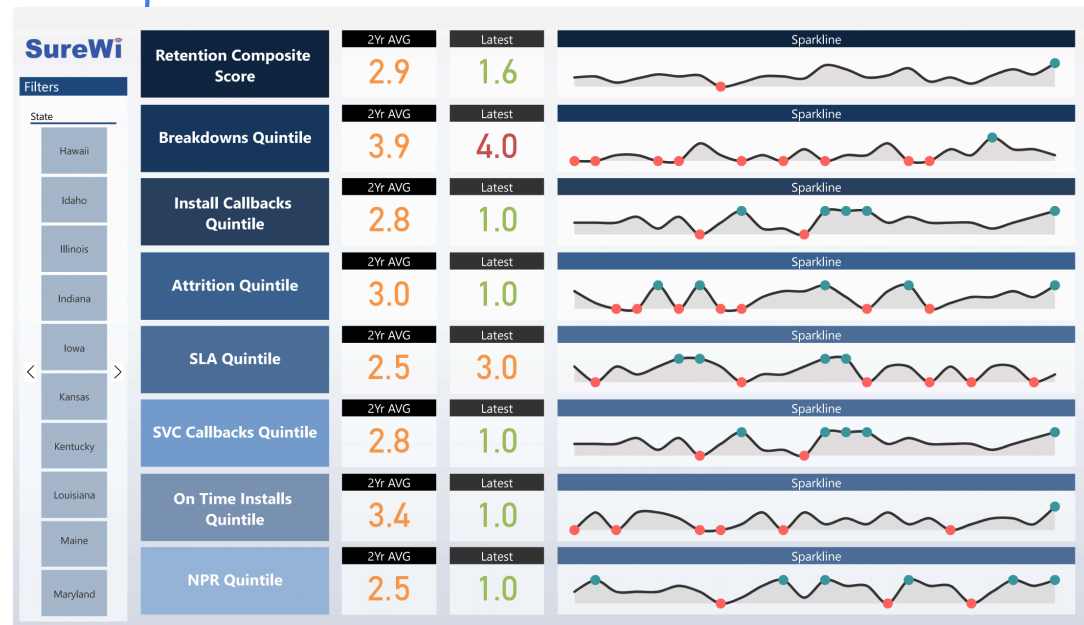 SureWi
Filters
State
Hawaii
Idaho
Illinois
Indiana
Iowa
Kansas
Kentucky
Louisiana
Maine
Maryland
Retention Composite
Score
2Yr AVG
2.9
Latest
1.6
Sparkline
Breakdowns Quintile
2Yr AVG
3.9
Latest
4.0
Sparkline
Install Callbacks
Quintile
2Yr AVG
2.8
Latest
1.0
Sparkline
Attrition Quintile
2Yr AVG
3.0
Latest
1.0
Sparkline
SLA Quintile
2Yr AVG
2.5
Latest
3.0
Sparkline
SVC Callbacks Quintile
2Yr AVG
2.8
Latest
1.0
Sparkline
On Time Installs
Quintile
2Yr AVG
3.4
Latest
1.0
Sparkline
NPR Quintile
2Yr AVG
2.5
Latest
1.0
Sparkline